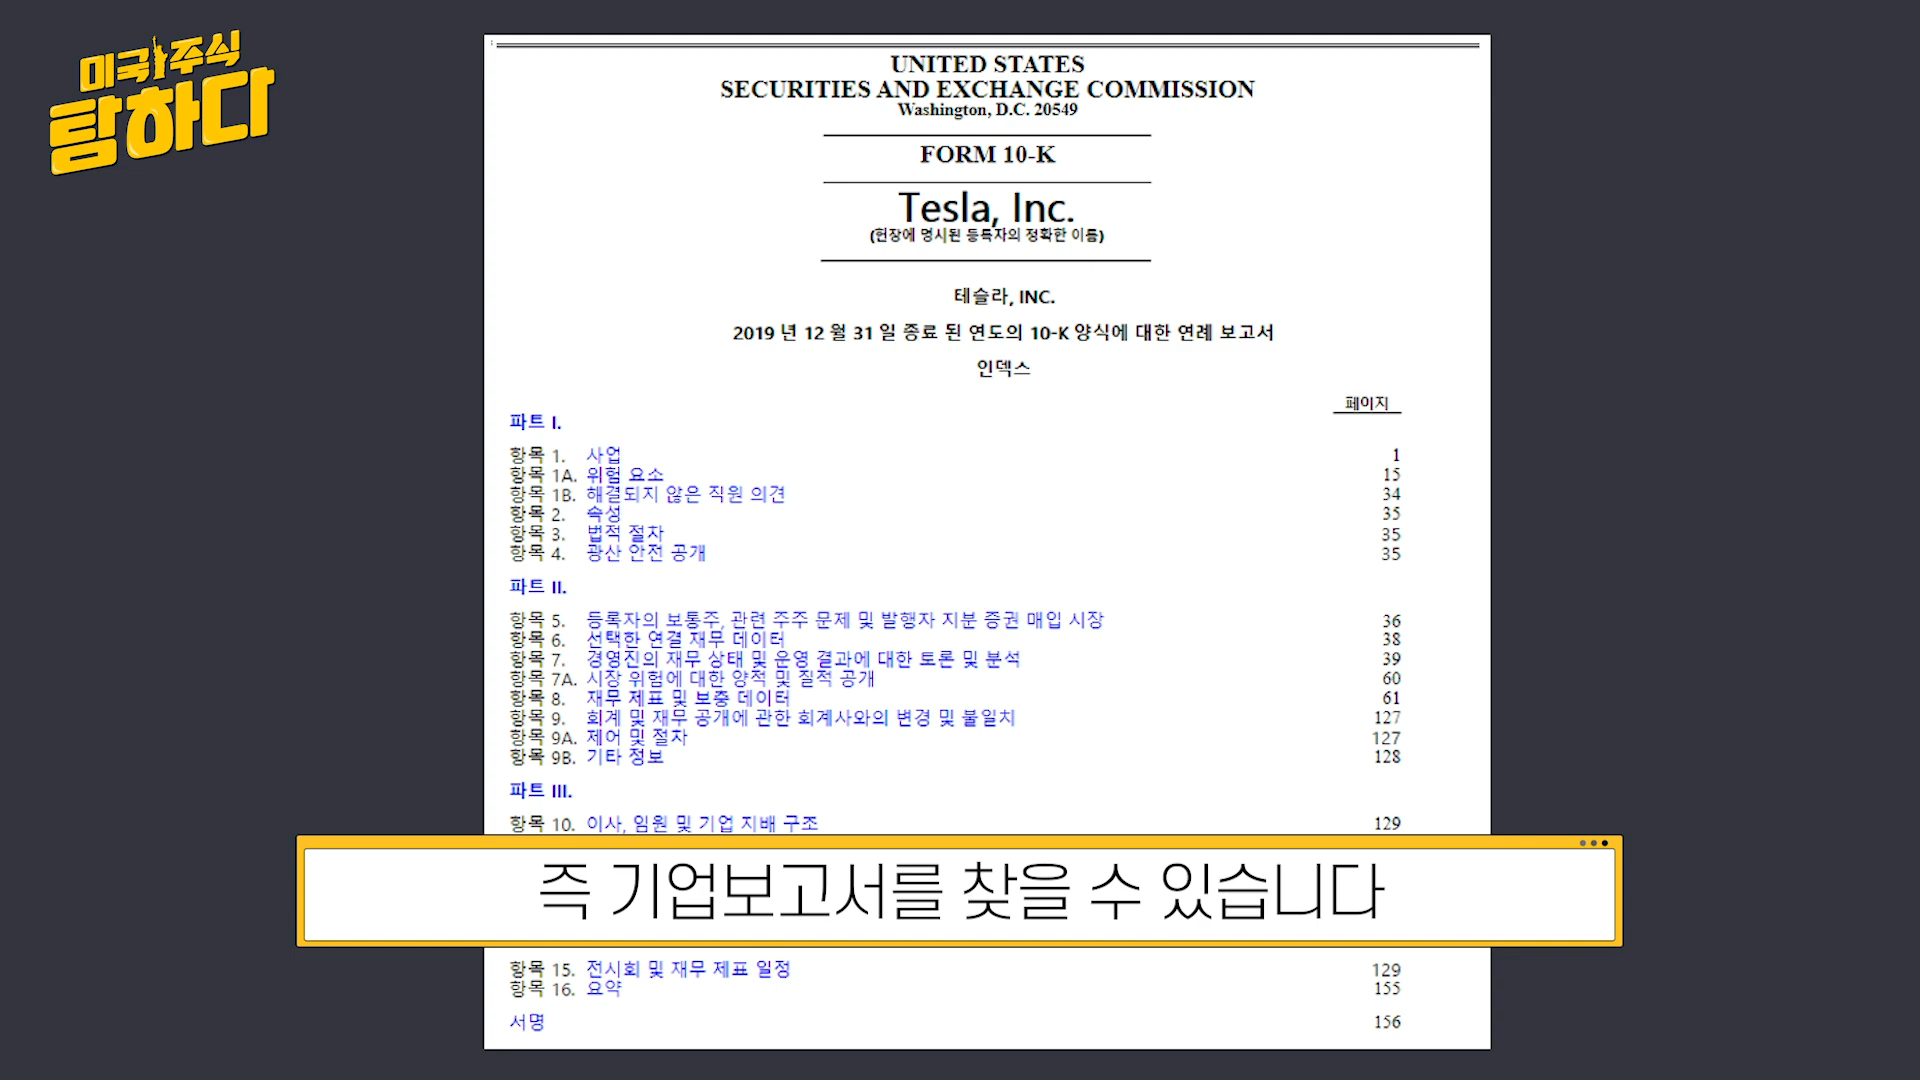 미국주식
탐하다
UNITED STATES
SECURITIES AND EXCHANGE COMMISSION
Washington, D.C. 20549
FORM 10-K
Tesla, Inc.
(헌장에 명시된 등록자의 정확한 이름)
테슬라, INC.
2019 년 12 월 31 일 종료 된 연도의 10-K 양식에 대한 연례 보고서
인덱스
페이지
파트 I.
항목 1. 사업 1
항목 1A. 위험 요소 15
항목 1B. 해결되지 않은 직원 의견 34
항목 2. 속성 35
항목 3. 법적 절차 35
항목 4. 광산 안전 공개 35
파트 II.
항목 5. 등록자의 보통주, 관련 주주 문제 및 발행자 지분 증권 매입 시장 36
항목 6. 선택한 연결 재무 데이터 38
항목 7. 경영진의 재무 상태 및 운영 결과에 대한 토론 및 분석 39
항목 7A. 시장 위험에 대한 양적 및 질적 공개 60
항목 8. 재무 제표 및 보충 데이터 61
항목 9. 회계 및 재무 공개에 관한 회계사와의 변경 및 불일치 127
항목 9A. 제어 및 절차 127
항목 9B. 기타 정보 128
파트 III.
항목 10. 이사, 임원 및 기업 지배 구조 129
즉 기업보고서를 찾을 수 있습니다
항목 15. 전시회 및 재무 제표 일정 129
항목 16. 요약 155
서명 156